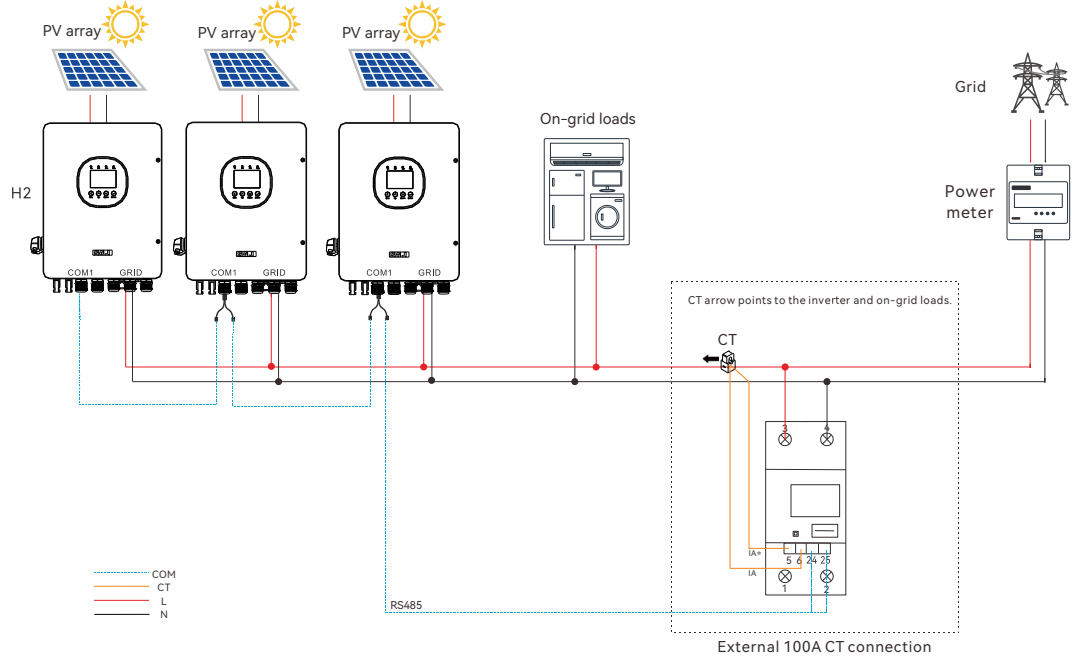 PV array
PV array
PV array
Grid
On-grid loads
H2
Power
meter
COM1
GRID
COM1
GRID
COM1
GRID
CT arrow points to the inverter and on-grid loads.
CT
3
4
IA*
5
6
24
25
IA
1
2
COM
CT
L
N
RS485
External 100A CT connection